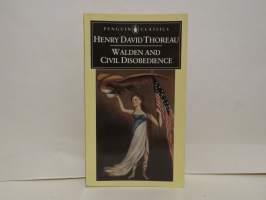 PENGUIN CLASSICS
HENRY DAVID THOREAU
WALDEN AND
CIVIL DISOBEDIENCE